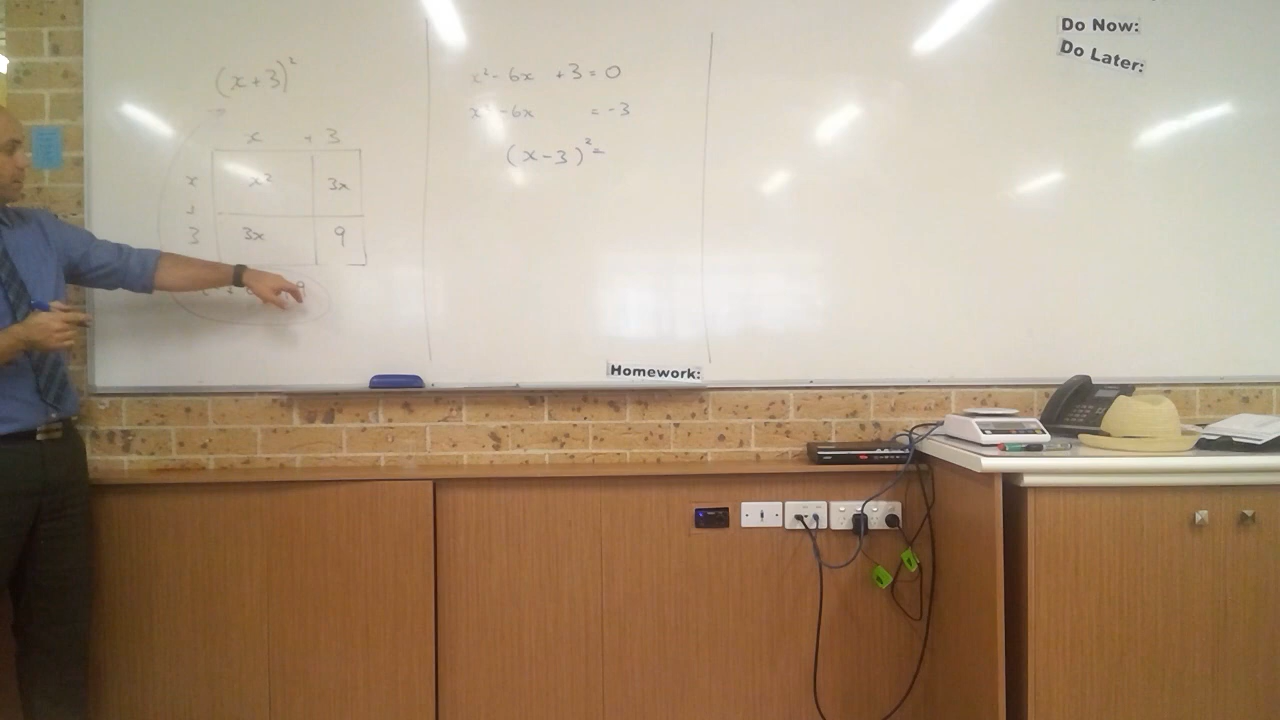 (x+3)²
x + 3
x x² 3x
3 3x 9
x² - 6x + 3 = 0
x² - 6x = -3
(x-3)² =
Do Now:
Do Later:
Homework: